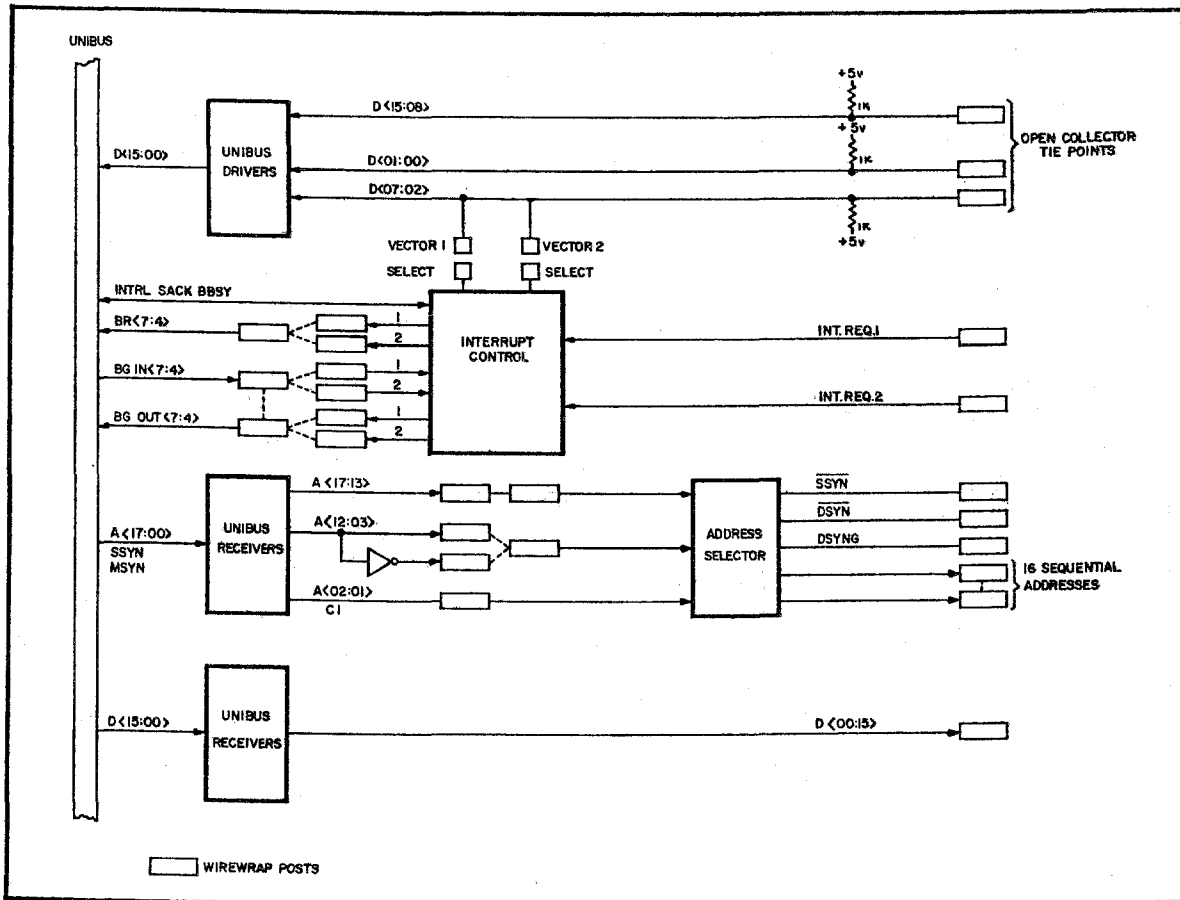 UNIBUS
D<15:08>
+5v
1K
+5v
1K
OPEN COLLECTOR
TIE POINTS
D<15:00>
UNIBUS
DRIVERS
D<01:00>
D<07:02>
1K
+5v
VECTOR 1
VECTOR 2
SELECT
SELECT
INTRL SACK BBSY
BR<7:4>
1
2
INTERRUPT
CONTROL
INT. REQ.1
BG IN<7:4>
1
2
INT.REQ.2
BG OUT<7:4>
1
2
A<17:13>
SSYN
A<17:00>
SSYN
MSYN
UNIBUS
RECEIVERS
A<12:03>
ADDRESS
SELECTOR
DSYN
DSYNG
A<02:01>
C1
16 SEQUENTIAL
ADDRESSES
D<15:00>
UNIBUS
RECEIVERS
D<00:15>
WIREWRAP POSTS